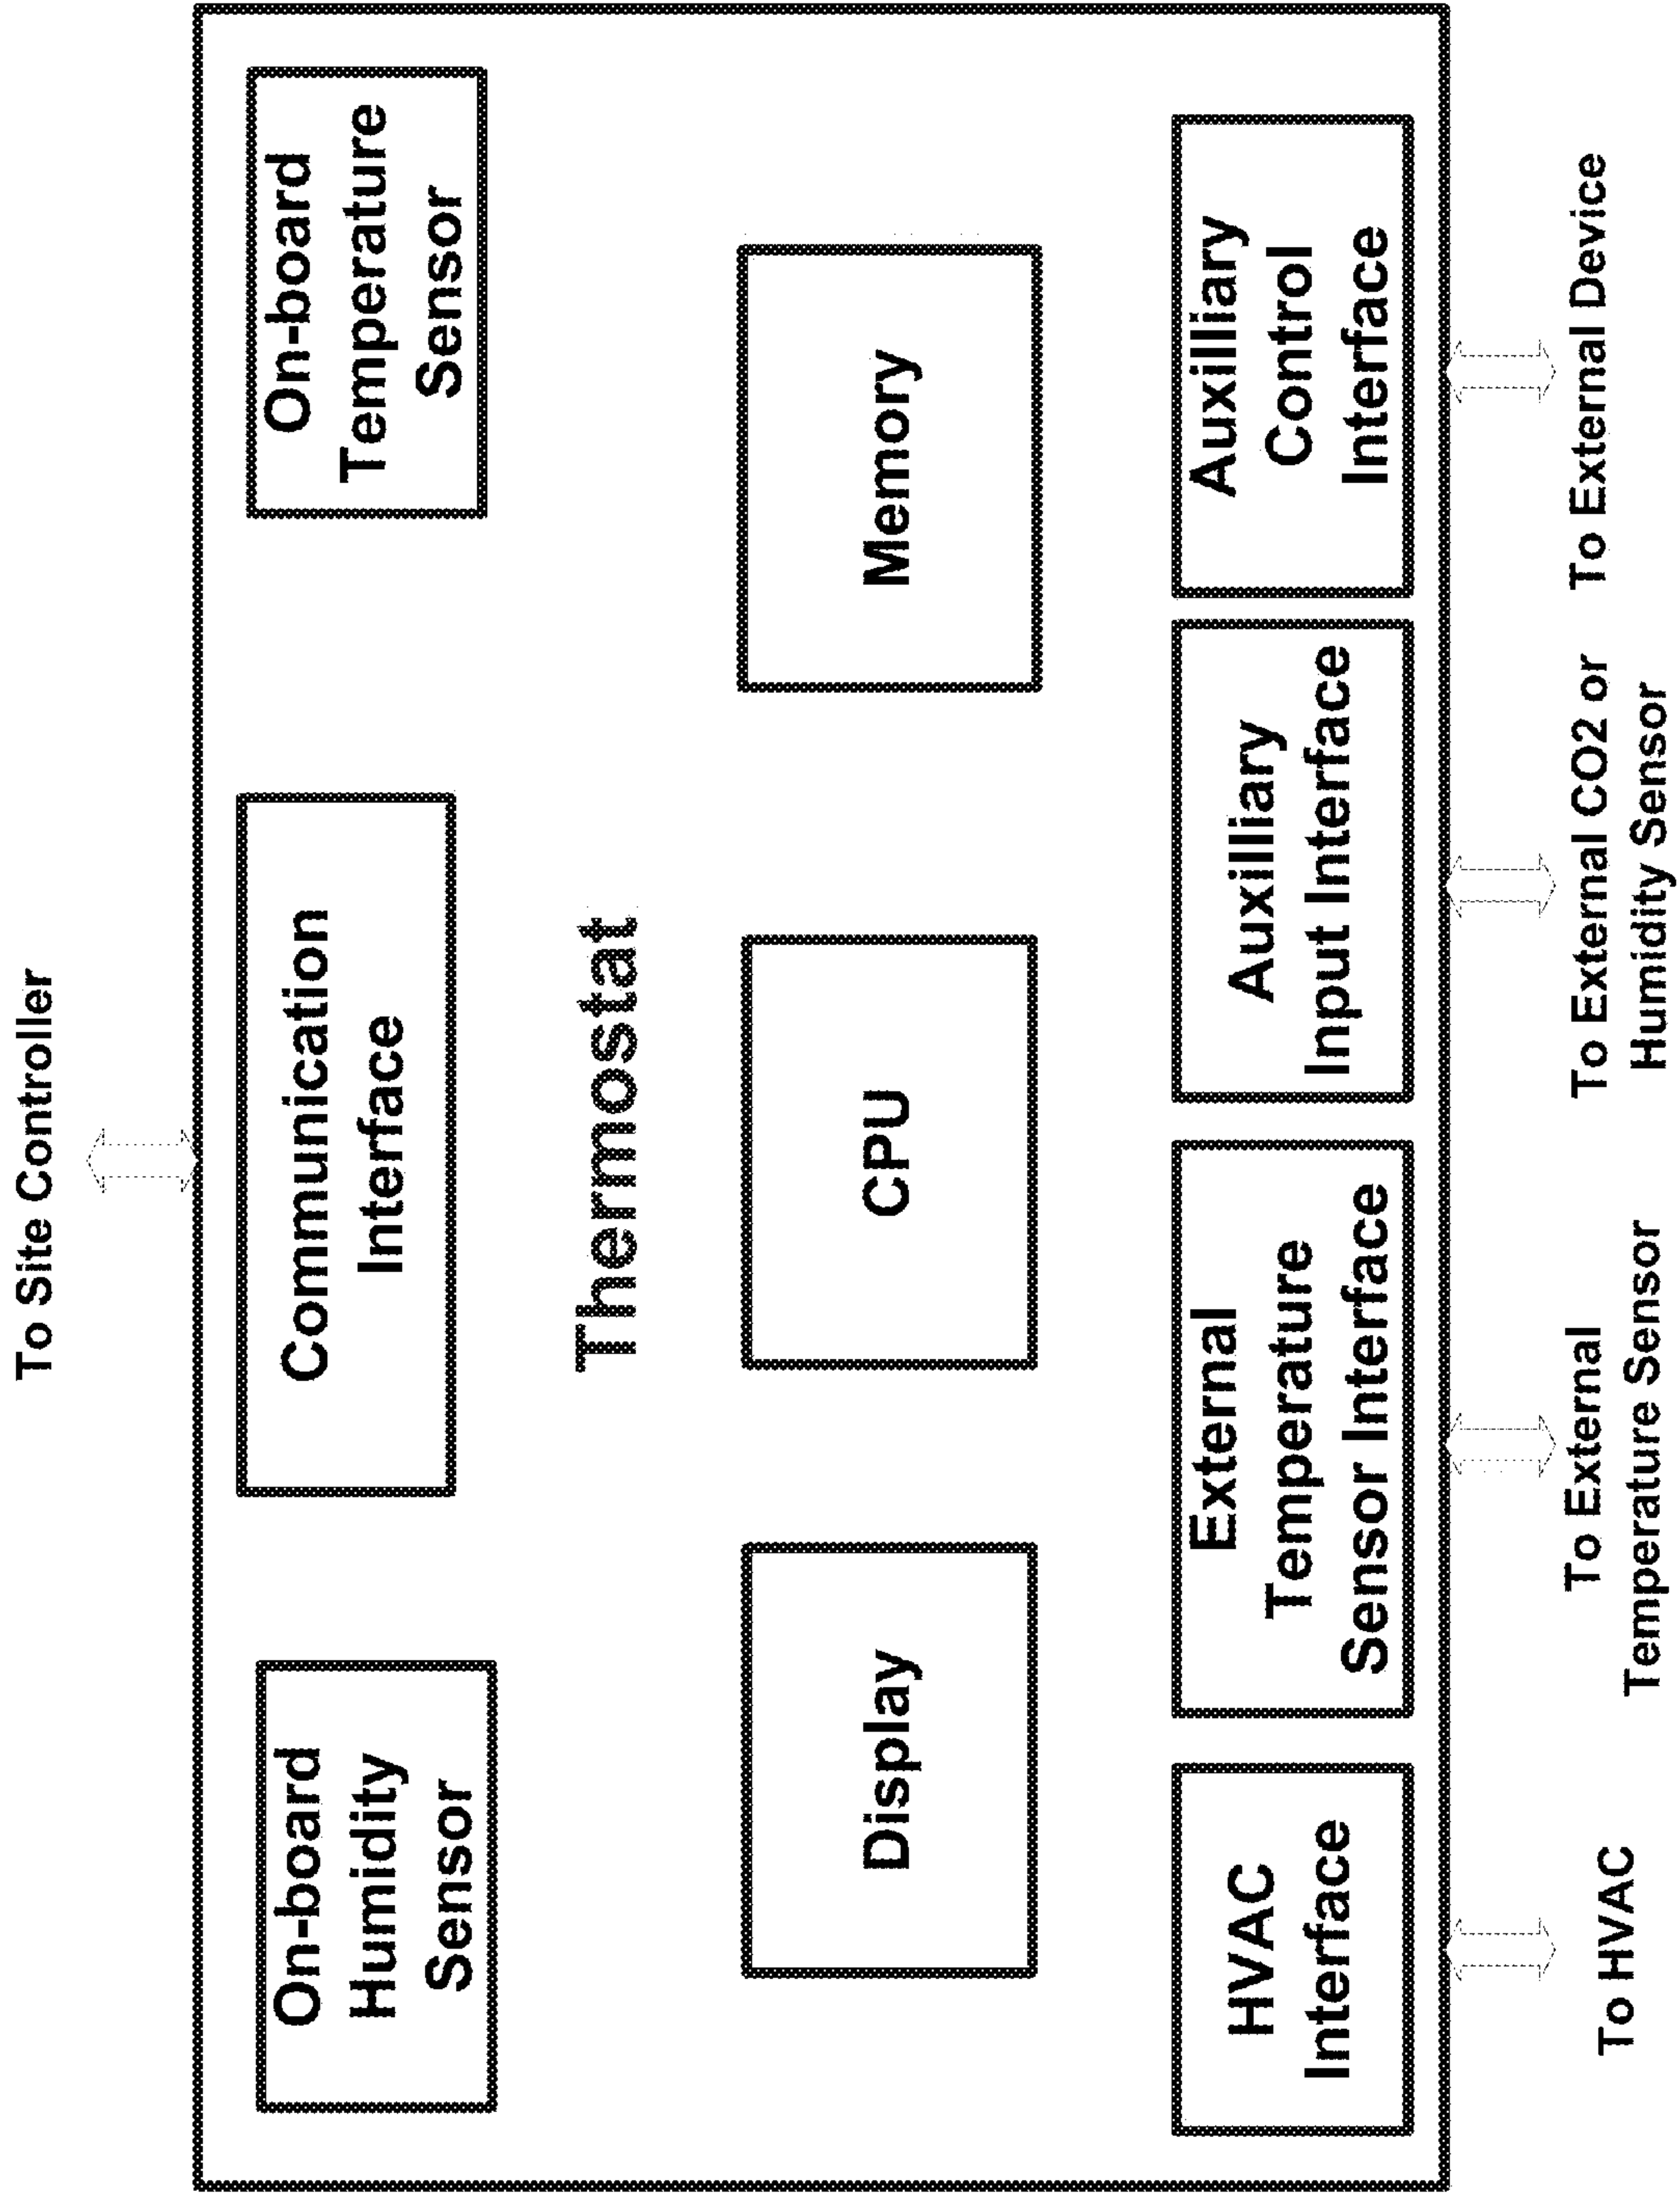 To Site Controller
On-board
Humidity
Sensor
Communication
Interface
On-board
Temperature
Sensor
Thermostat
Display
CPU
Memory
HVAC
Interface
External
Temperature
Sensor Interface
Auxilliary
Input Interface
Auxilliary
Control
Interface
To HVAC
To External
Temperature Sensor
To External CO2 or
Humidity Sensor
To External Device